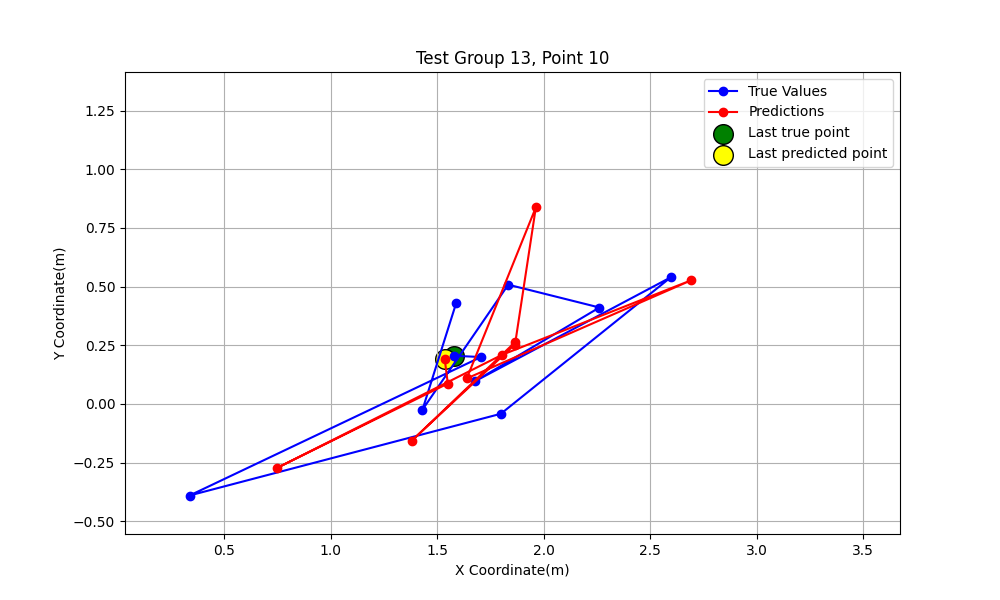 Test Group 13, Point 10
True Values
Predictions
Last true point
Last predicted point
Y Coordinate(m)
1.25
1.00
0.75
0.50
0.25
0.00
−0.25
−0.50
0.5 1.0 1.5 2.0 2.5 3.0 3.5
X Coordinate(m)